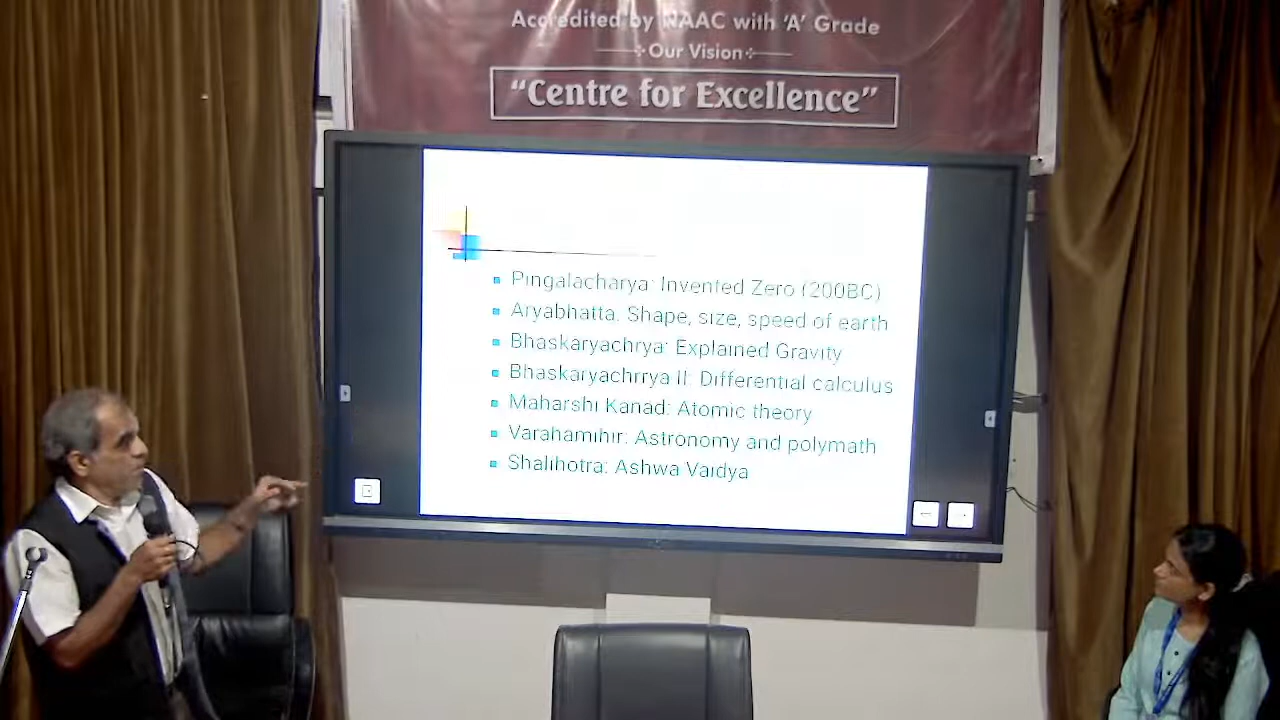 Accredited by NAAC with ‘A’ Grade
Our Vision
“Centre for Excellence”
Pingalacharya: Invented Zero (200BC)
Aryabhatta. Shape, size, speed of earth
Bhaskaryachrya: Explained Gravity
Bhaskaryachrrya II: Differential calculus
Maharshi Kanad: Atomic theory
Varahamihir: Astronomy and polymath
Shalihotra: Ashwa Vaidya